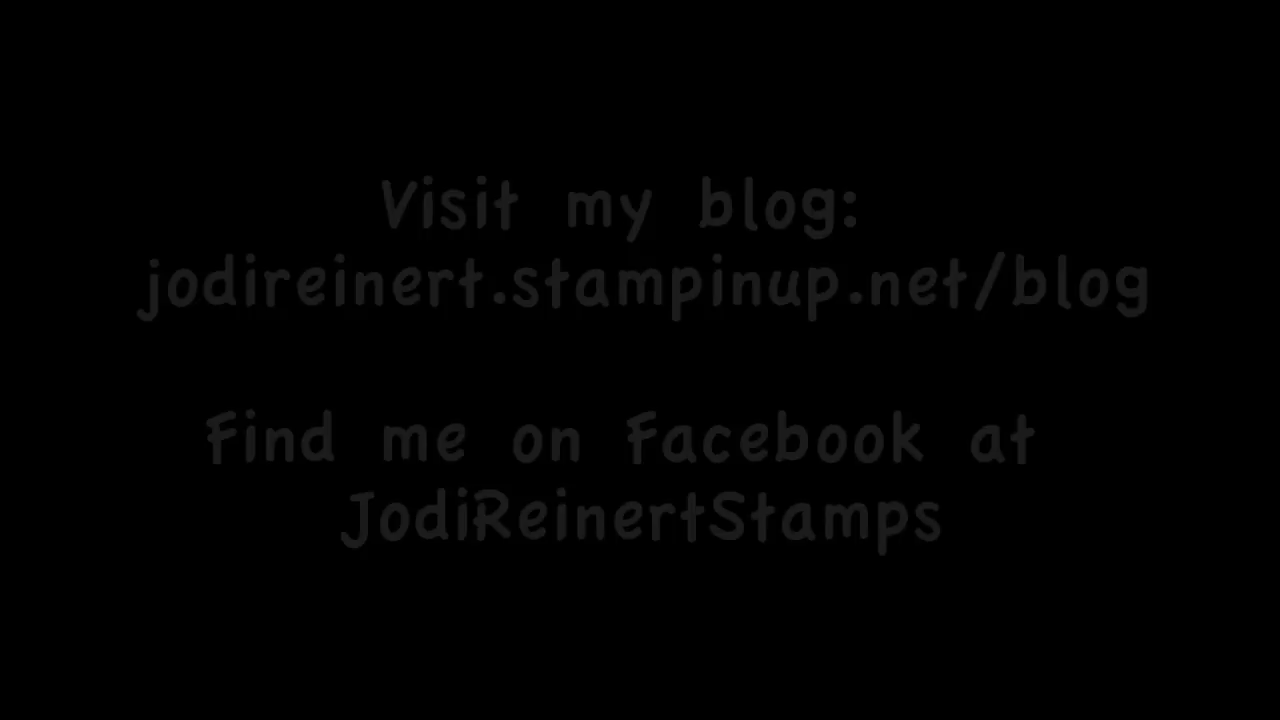 Visit my blog:
jodireinert.stampinup.net/blog
Find me on Facebook at
JodiReinertStamps